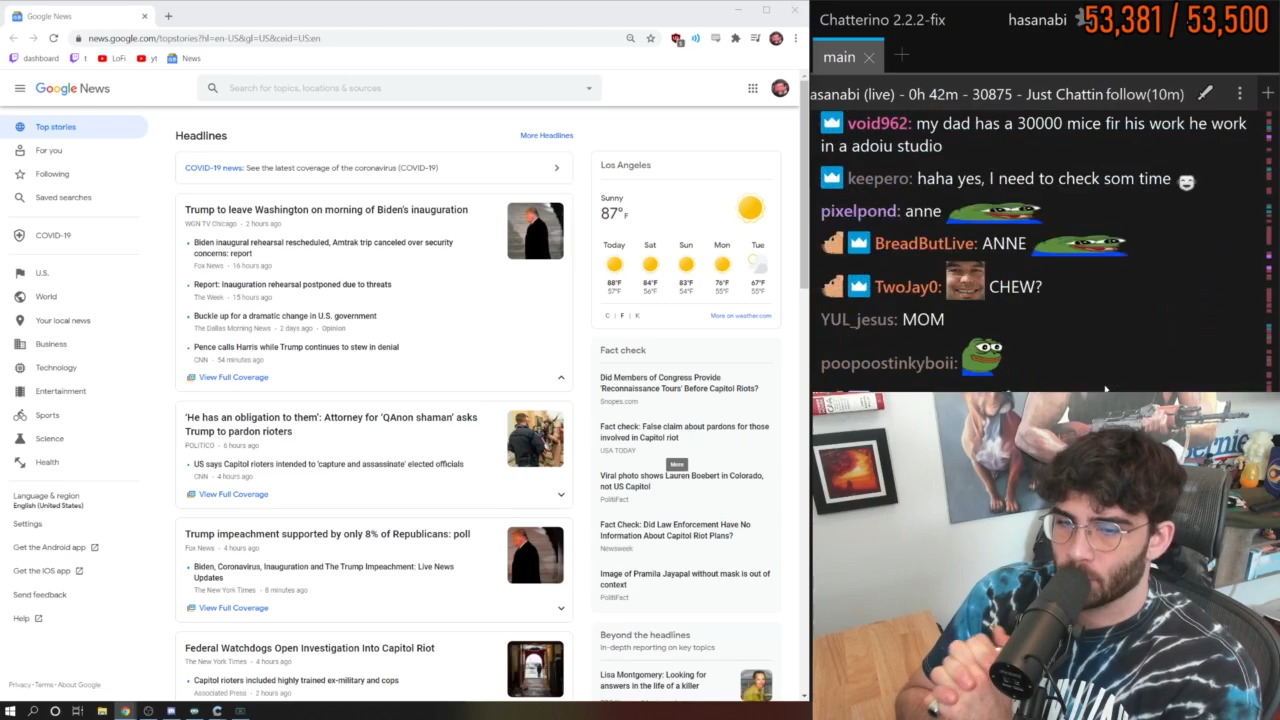 Google News
news.google.com/topstories?hl=en-US&gl=US&ceid=US:en
dashboard
t
LoFi
yt
News
Google News
Search for topics, locations & sources
Top stories
For you
Following
Saved searches
COVID-19
U.S.
World
Your local news
Business
Technology
Entertainment
Sports
Science
Health
Language & region
English (United States)
Settings
Get the Android app
Get the iOS app
Send feedback
Help
Privacy · Terms · About Google
Headlines
More Headlines
COVID-19 news: See the latest coverage of the coronavirus (COVID-19)
Trump to leave Washington on morning of Biden's inauguration
WGN TV Chicago · 2 hours ago
Biden inaugural rehearsal rescheduled, Amtrak trip canceled over security
concerns: report
Fox News · 16 hours ago
Report: Inauguration rehearsal postponed due to threats
The Week · 15 hours ago
Buckle up for a dramatic change in U.S. government
The Dallas Morning News · 2 days ago · Opinion
Pence calls Harris while Trump continues to stew in denial
CNN · 54 minutes ago
View Full Coverage
'He has an obligation to them': Attorney for 'QAnon shaman' asks
Trump to pardon rioters
POLITICO · 6 hours ago
US says Capitol rioters intended to 'capture and assassinate' elected officials
CNN · 4 hours ago
View Full Coverage
Trump impeachment supported by only 8% of Republicans: poll
Fox News · 4 hours ago
Biden, Coronavirus, Inauguration and The Trump Impeachment: Live News
Updates
The New York Times · 8 minutes ago
View Full Coverage
Federal Watchdogs Open Investigation Into Capitol Riot
The New York Times · 4 hours ago
Capitol rioters included highly trained ex-military and cops
Associated Press · 2 hours ago
Los Angeles
Sunny
87°F
Today Sat Sun Mon Tue
88°F 84°F 83°F 76°F 67°F
57°F 56°F 54°F 55°F 55°F
C | F | K
More on weather.com
Fact check
Did Members of Congress Provide
'Reconnaissance Tours' Before Capitol Riots?
Snopes.com
Fact check: False claim about pardons for those
involved in Capitol riot
USA TODAY
More
Viral photo shows Lauren Boebert in Colorado,
not US Capitol
PolitiFact
Fact Check: Did Law Enforcement Have No
Information About Capitol Riot Plans?
Newsweek
Image of Pramila Jayapal without mask is out of
context
PolitiFact
Beyond the headlines
In-depth reporting on key topics
Lisa Montgomery: Looking for
answers in the life of a killer
Chatterino 2.2.2-fix
hasanabi
53,381 / 53,500
main
asanabi (live) - 0h 42m - 30875 - Just Chattin follow(10m)
void962: my dad has a 30000 mice fir his work he work
in a adoiu studio
keepero: haha yes, I need to check som time
pixelpond: anne
BreadButLive: ANNE
TwoJay0: CHEW?
YUL_jesus: MOM
poopoostinkyboii:
Bernie